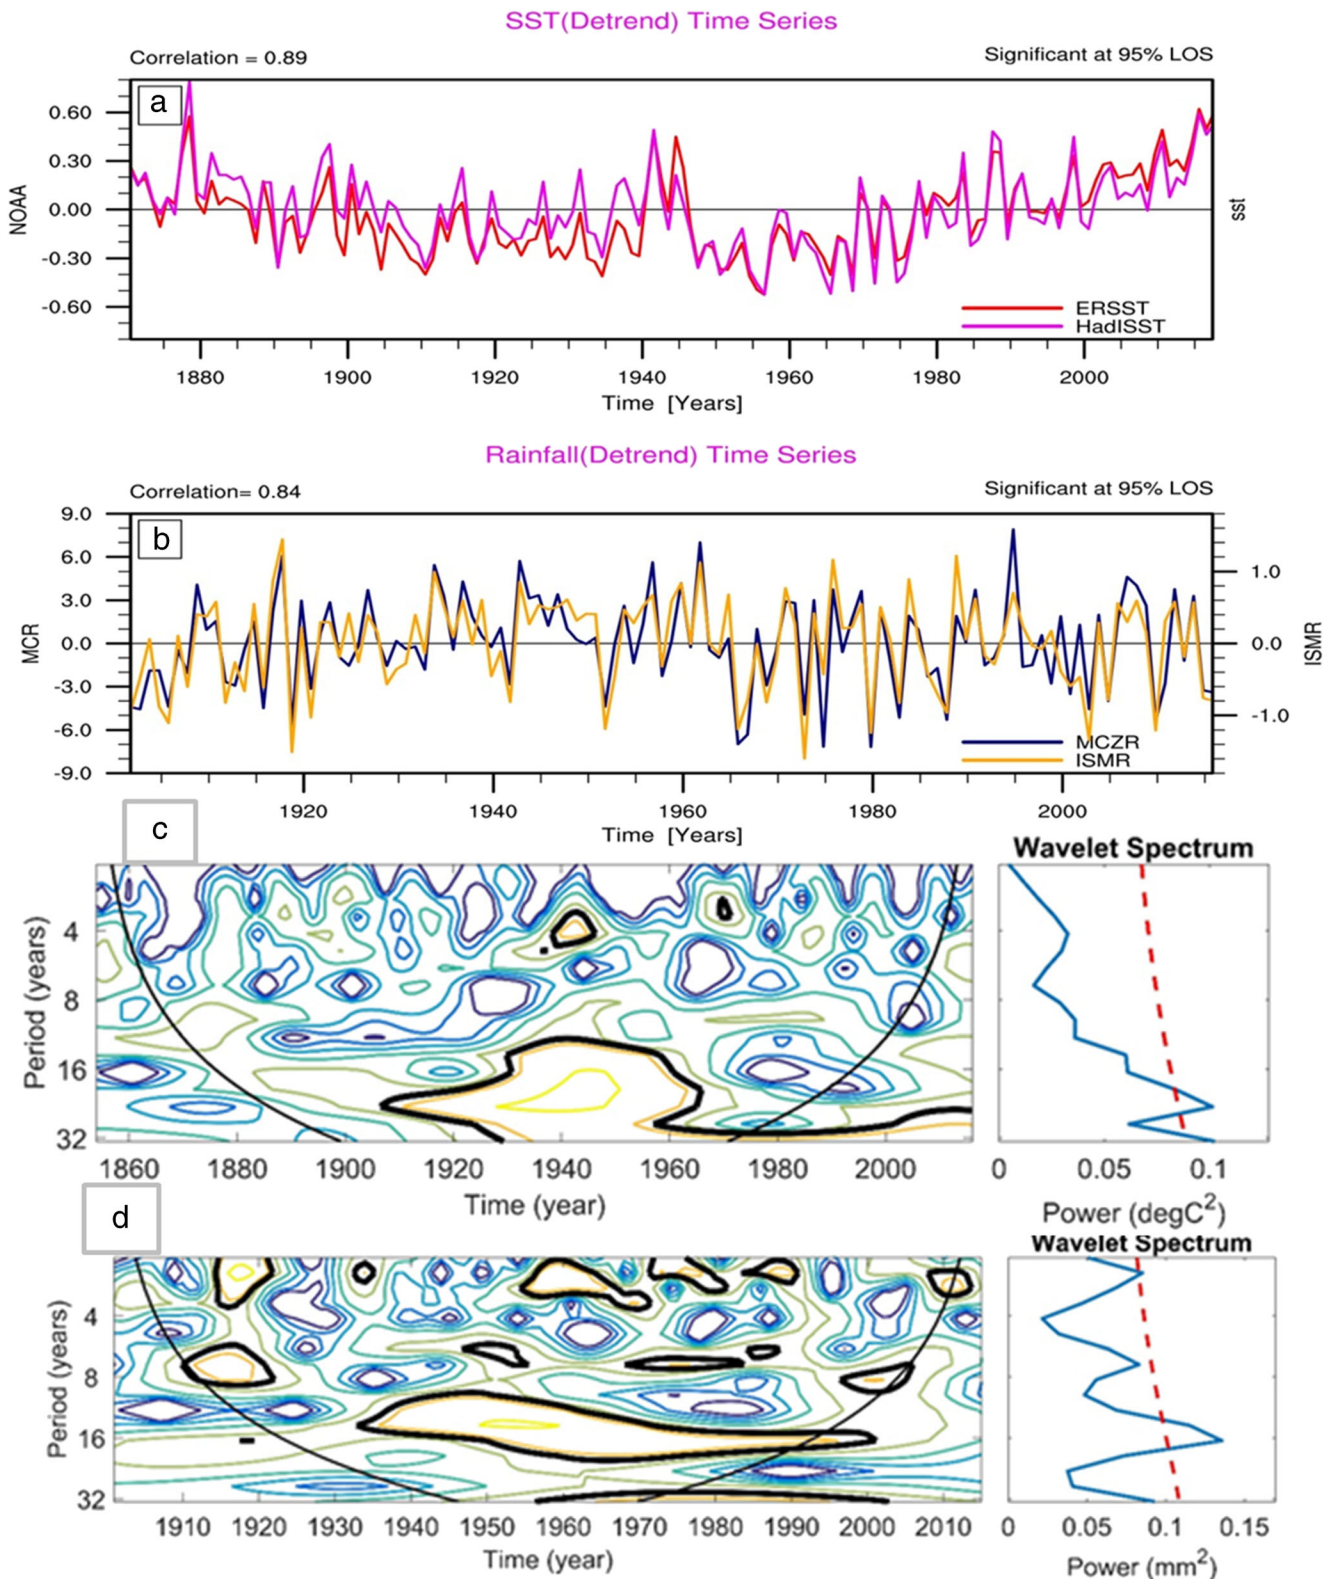 SST(Detrend) Time Series
Correlation = 0.89
Significant at 95% LOS
a
0.60
0.30
0.00
-0.30
-0.60
NOAA
sst
ERSST
HadISST
1880 1900 1920 1940 1960 1980 2000
Time [Years]
Rainfall(Detrend) Time Series
Correlation= 0.84
Significant at 95% LOS
b
9.0
6.0
3.0
0.0
-3.0
-6.0
-9.0
MCR
1.0
0.0
-1.0
ISMR
MCZR
ISMR
1920 1940 1960 1980 2000
Time [Years]
c
Wavelet Spectrum
Period (years)
4
8
16
32
1860 1880 1900 1920 1940 1960 1980 2000
Time (year)
0 0.05 0.1
Power (degC2)
d
Wavelet Spectrum
Period (years)
4
8
16
32
1910 1920 1930 1940 1950 1960 1970 1980 1990 2000 2010
Time (year)
0 0.05 0.1 0.15
Power (mm2)